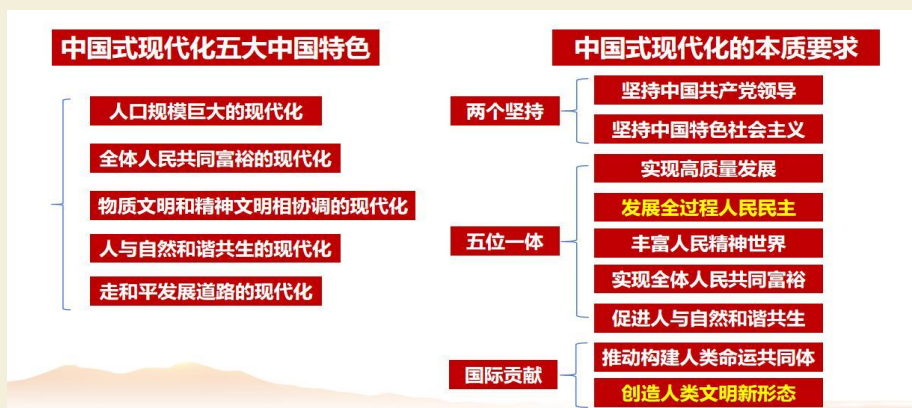 中国式现代化五大中国特色
人口规模巨大的现代化
全体人民共同富裕的现代化
物质文明和精神文明相协调的现代化
人与自然和谐共生的现代化
走和平发展道路的现代化
中国式现代化的本质要求
两个坚持
坚持中国共产党领导
坚持中国特色社会主义
五位一体
实现高质量发展
发展全过程人民民主
丰富人民精神世界
实现全体人民共同富裕
促进人与自然和谐共生
国际贡献
推动构建人类命运共同体
创造人类文明新形态